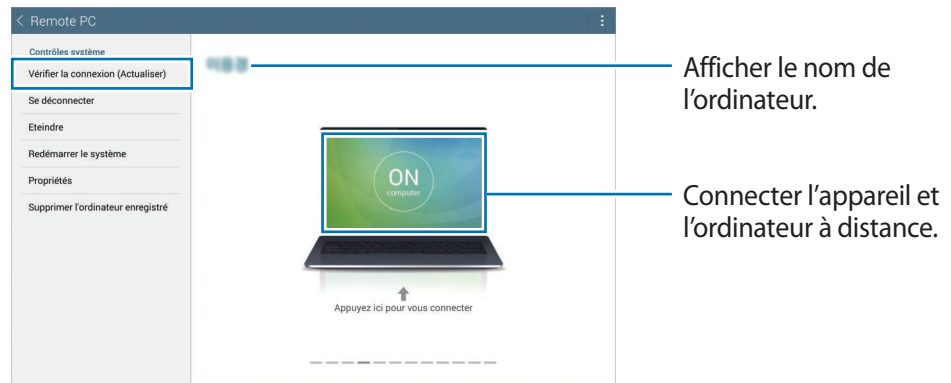 Remote PC
Contrôles système
Vérifier la connexion (Actualiser)
Se déconnecter
Eteindre
Redémarrer le système
Propriétés
Supprimer l'ordinateur enregistré
ON
computer
Appuyez ici pour vous connecter
Afficher le nom de
l'ordinateur.
Connecter l'appareil et
l'ordinateur à distance.